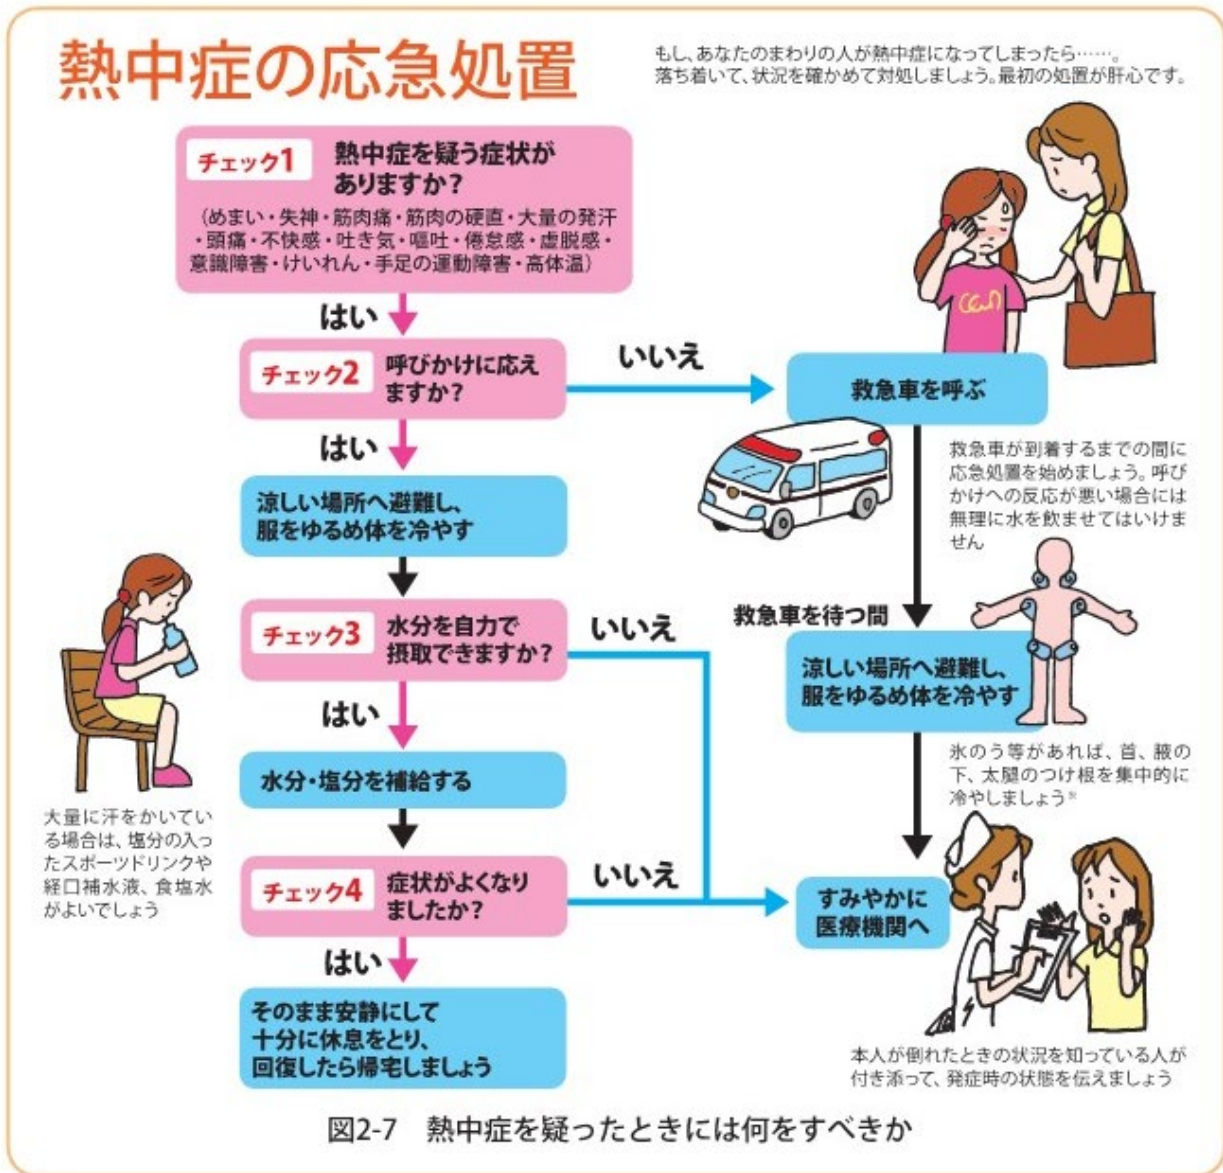 熱中症の応急処置
もし、あなたのまわりの人が熱中症になってしまったら……。
落ち着いて、状況を確かめて対処しましょう。最初の処置が肝心です。
チェック1
熱中症を疑う症状が
ありますか？
（めまい・失神・筋肉痛・筋肉の硬直・大量の発汗
・頭痛・不快感・吐き気・嘔吐・倦怠感・虚脱感・
意識障害・けいれん・手足の運動障害・高体温）
はい
チェック2
呼びかけに応え
ますか？
いいえ
救急車を呼ぶ
はい
救急車が到着するまでの間に
応急処置を始めましょう。呼び
かけへの反応が悪い場合には
無理に水を飲ませてはいけま
せん
涼しい場所へ避難し、
服をゆるめ体を冷やす
チェック3
水分を自力で
摂取できますか？
いいえ
救急車を待つ間
涼しい場所へ避難し、
服をゆるめ体を冷やす
はい
氷のう等があれば、首、腋の
下、太腿のつけ根を集中的に
冷やしましょう※
水分・塩分を補給する
大量に汗をかいてい
る場合は、塩分の入っ
たスポーツドリンクや
経口補水液、食塩水
がよいでしょう
チェック4
症状がよくなり
ましたか？
いいえ
すみやかに
医療機関へ
はい
そのまま安静にして
十分に休息をとり、
回復したら帰宅しましょう
本人が倒れたときの状況を知っている人が
付き添って、発症時の状態を伝えましょう
図2-7 熱中症を疑ったときには何をすべきか